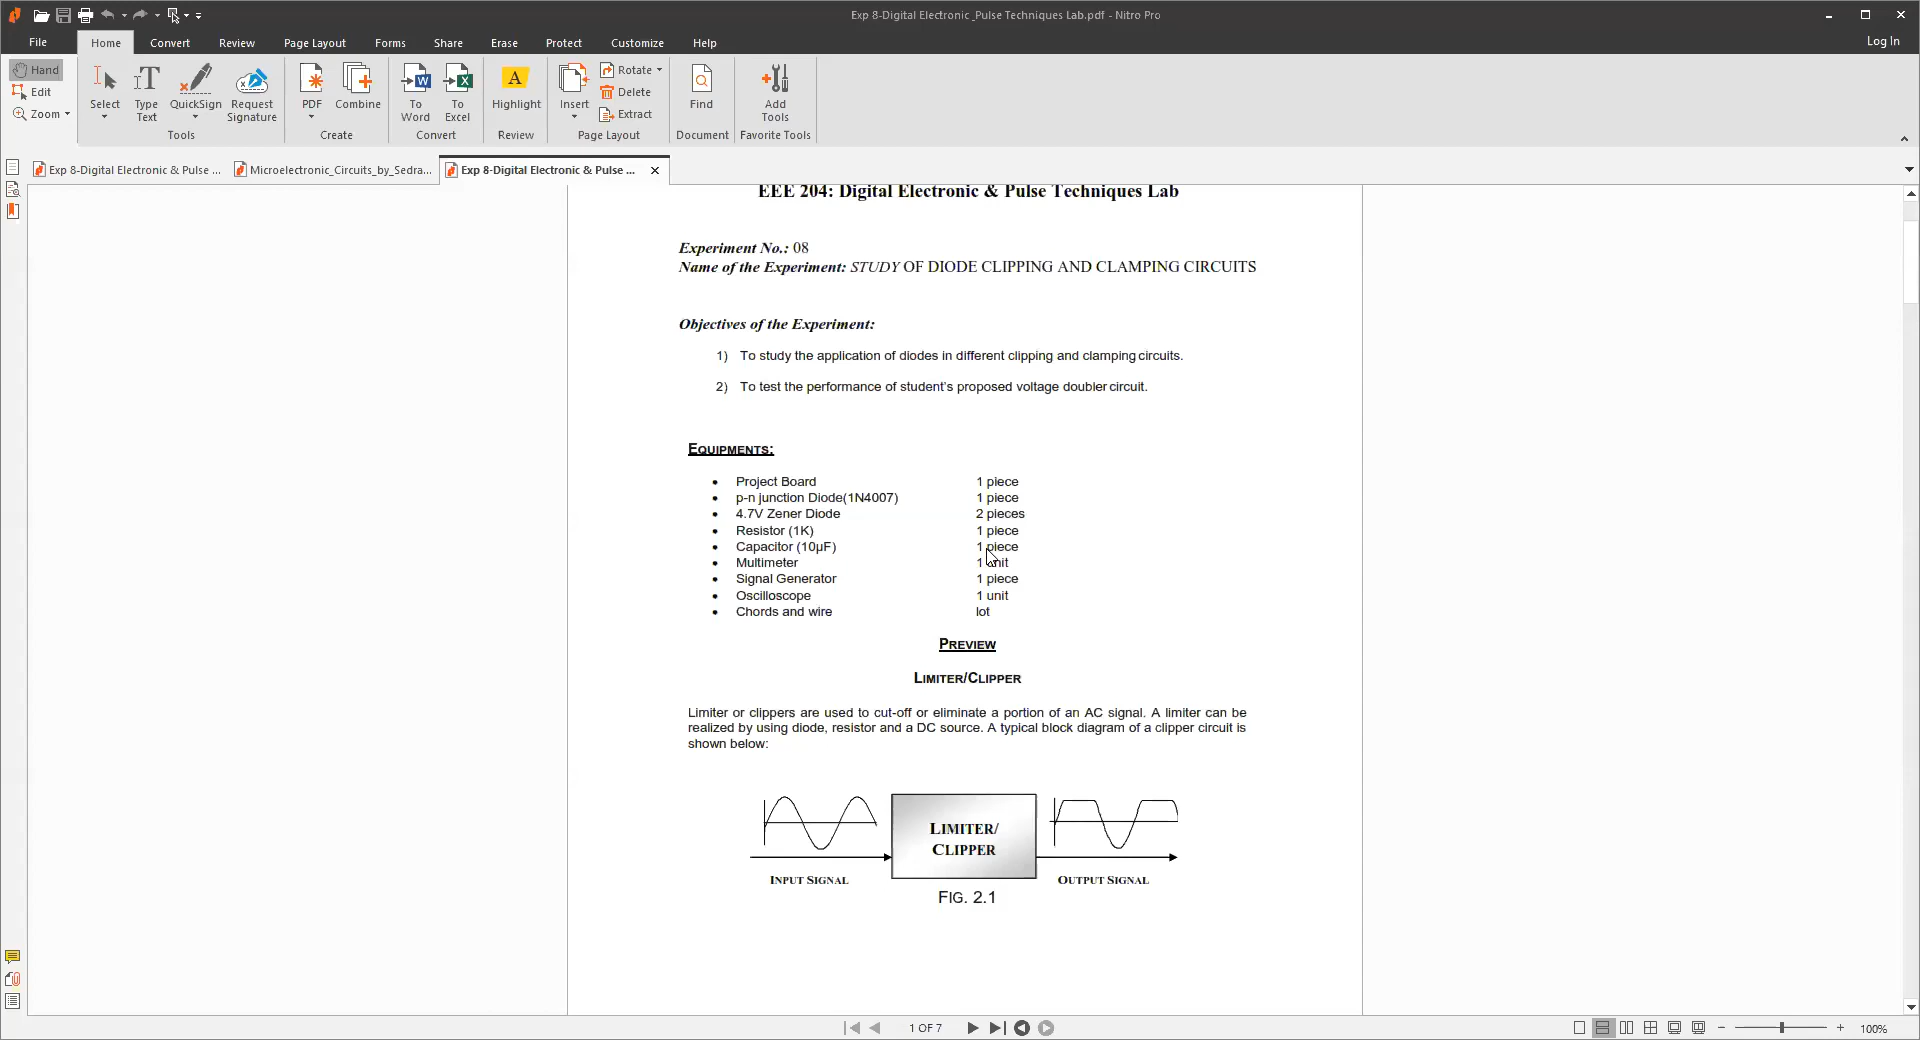 Exp 8-Digital Electronic _Pulse Techniques Lab.pdf - Nitro Pro
File Home Convert Review Page Layout Forms Share Erase Protect Customize Help Log In
Hand
Edit
Zoom
Select
Type Text
QuickSign
Request Signature
Tools
PDF
Combine
Create
To Word
To Excel
Convert
Highlight
Review
Insert
Rotate
Delete
Extract
Page Layout
Find
Document
Add Tools
Favorite Tools
Exp 8-Digital Electronic & Pulse ...
Microelectronic_Circuits_by_Sedra...
Exp 8-Digital Electronic & Pulse ...
EEE 204: Digital Electronic & Pulse Techniques Lab
Experiment No.: 08
Name of the Experiment: STUDY OF DIODE CLIPPING AND CLAMPING CIRCUITS
Objectives of the Experiment:
1) To study the application of diodes in different clipping and clamping circuits.
2) To test the performance of student's proposed voltage doubler circuit.
EQUIPMENTS:
• Project Board 1 piece
• p-n junction Diode(1N4007) 1 piece
• 4.7V Zener Diode 2 pieces
• Resistor (1K) 1 piece
• Capacitor (10µF) 1 piece
• Multimeter 1 unit
• Signal Generator 1 piece
• Oscilloscope 1 unit
• Chords and wire lot
PREVIEW
LIMITER/CLIPPER
Limiter or clippers are used to cut-off or eliminate a portion of an AC signal. A limiter can be
realized by using diode, resistor and a DC source. A typical block diagram of a clipper circuit is
shown below:
LIMITER/
CLIPPER
INPUT SIGNAL
OUTPUT SIGNAL
FIG. 2.1
1 OF 7
100%